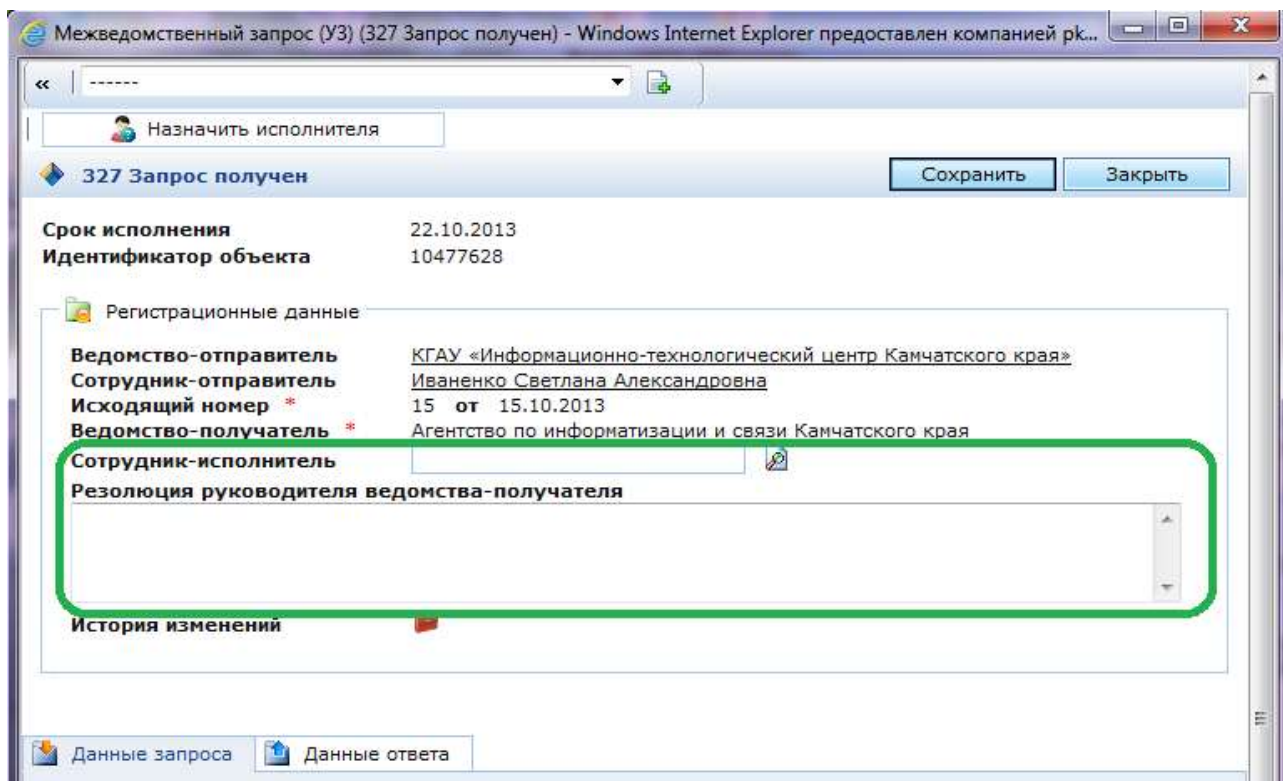 Межведомственный запрос (УЗ) (327 Запрос получен) - Windows Internet Explorer предоставлен компанией pk...
« | ------
Назначить исполнителя
327 Запрос получен Сохранить Закрыть
Срок исполнения 22.10.2013
Идентификатор объекта 10477628
Регистрационные данные
Ведомство-отправитель КГАУ «Информационно-технологический центр Камчатского края»
Сотрудник-отправитель Иваненко Светлана Александровна
Исходящий номер * 15 от 15.10.2013
Ведомство-получатель * Агентство по информатизации и связи Камчатского края
Сотрудник-исполнитель
Резолюция руководителя ведомства-получателя
История изменений
Данные запроса Данные ответа